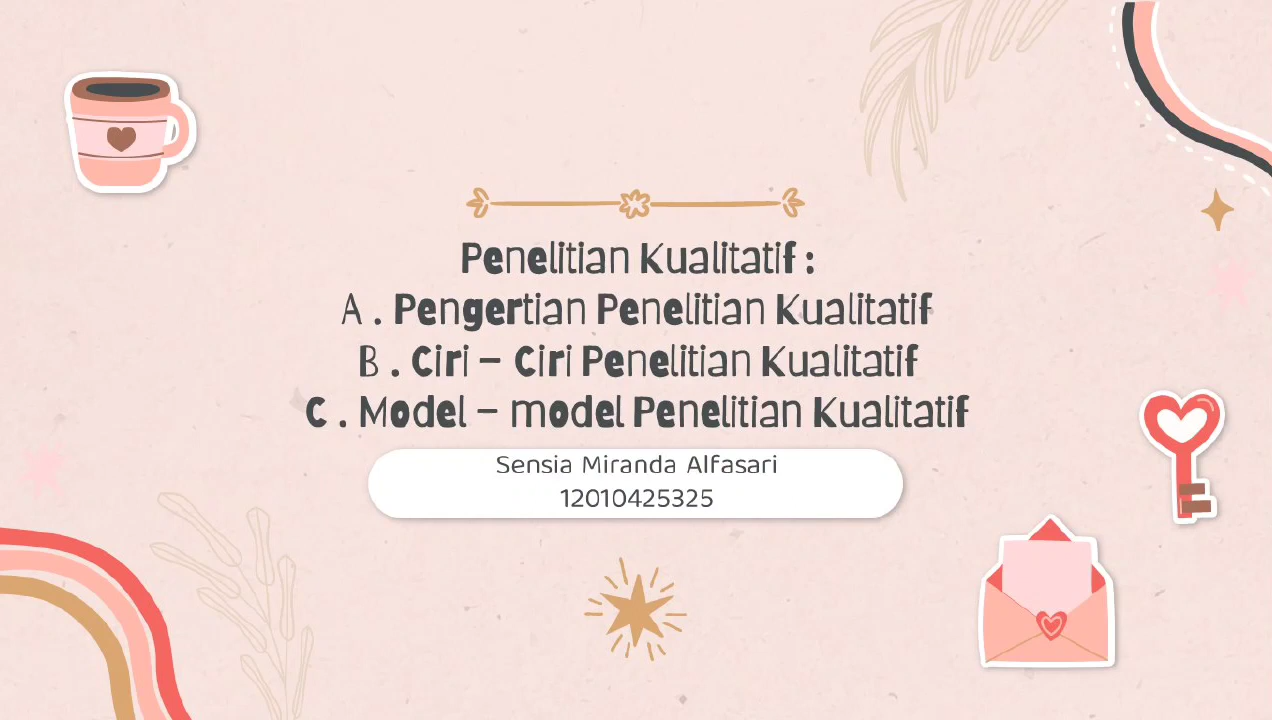 Penelitian Kualitatif :
A . Pengertian Penelitian Kualitatif
B . Ciri – Ciri Penelitian Kualitatif
C . Model – model Penelitian Kualitatif
Sensia Miranda Alfasari
12010425325